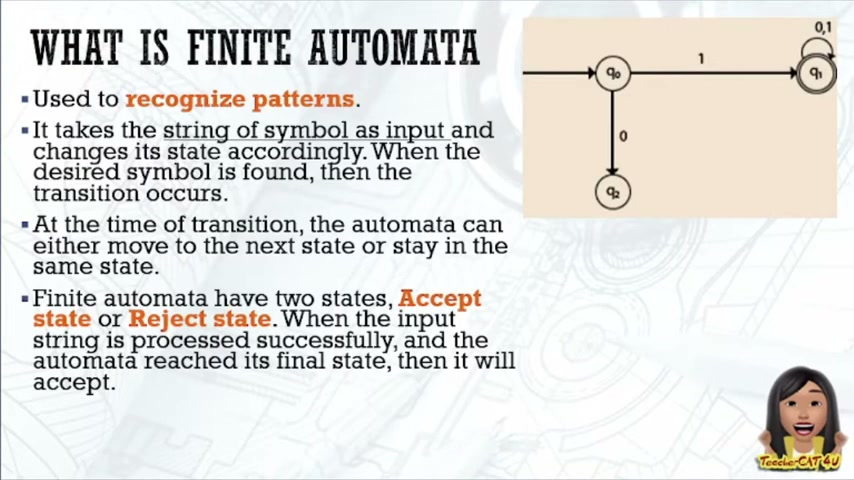 WHAT IS FINITE AUTOMATA
▪Used to recognize patterns.
▪It takes the string of symbol as input and
changes its state accordingly. When the
desired symbol is found, then the
transition occurs.
▪At the time of transition, the automata can
either move to the next state or stay in the
same state.
▪Finite automata have two states, Accept
state or Reject state. When the input
string is processed successfully, and the
automata reached its final state, then it will
accept.
0,1
q0
1
q1
0
q2
Teacher CAT 4U